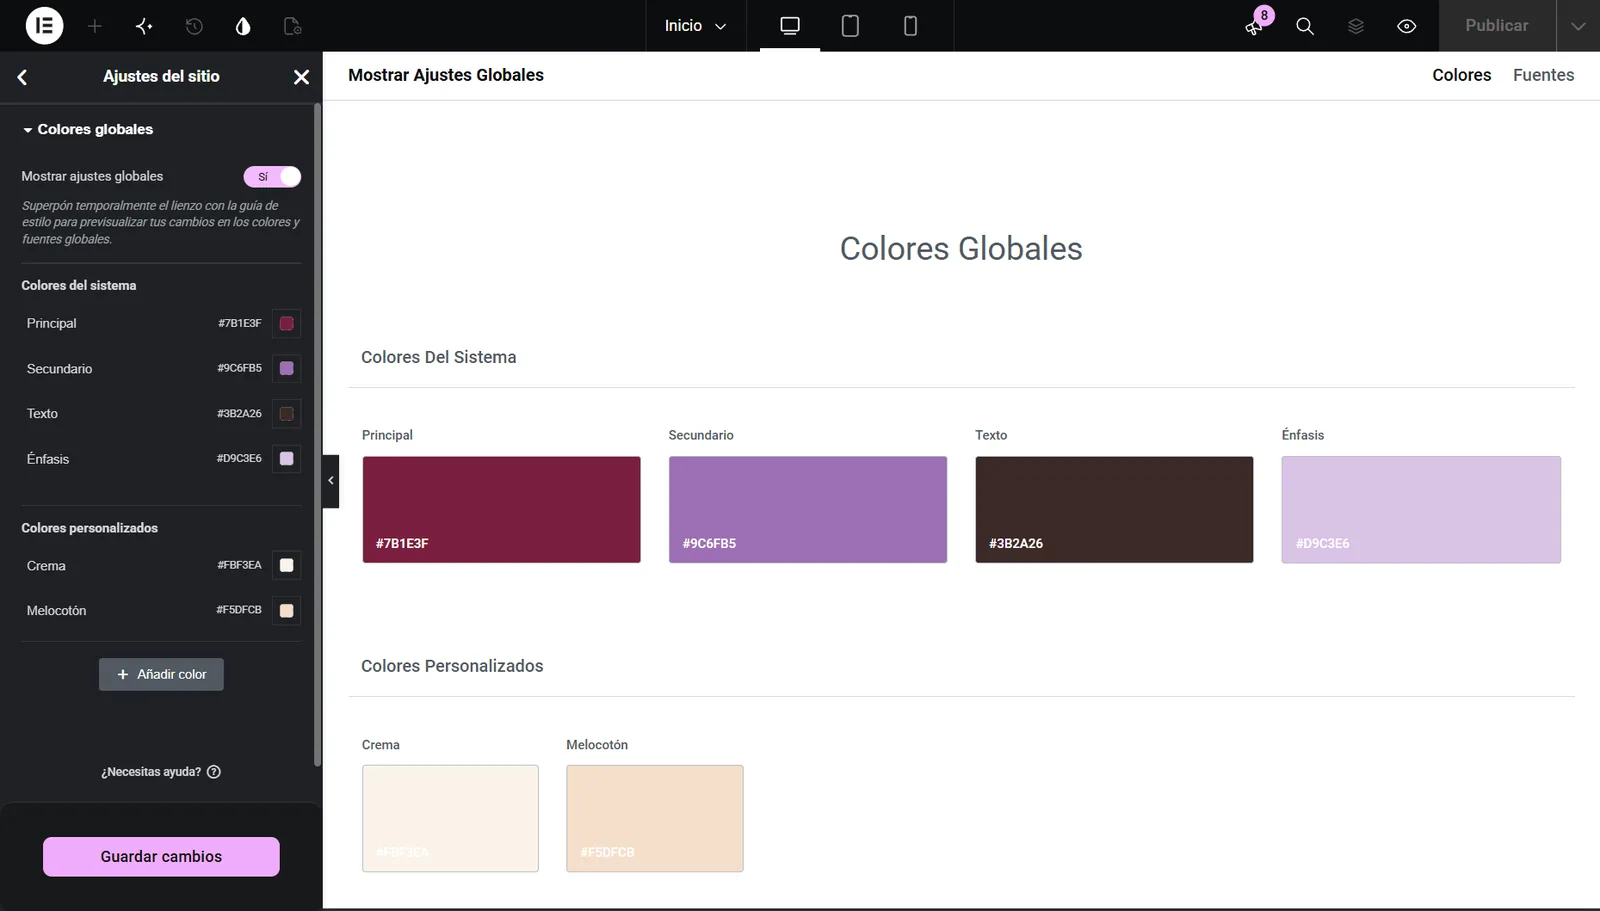 Inicio
8
Publicar
Ajustes del sitio
Mostrar Ajustes Globales
Colores
Fuentes
Colores globales
Mostrar ajustes globales
Sí
Superpón temporalmente el lienzo con la guía de
estilo para previsualizar tus cambios en los colores y
fuentes globales.
Colores del sistema
Principal #7B1E3F
Secundario #9C6FB5
Texto #3B2A26
Énfasis #D9C3E6
Colores personalizados
Crema #FBF3EA
Melocotón #F5DFCB
+ Añadir color
¿Necesitas ayuda? ?
Guardar cambios
Colores Globales
Colores Del Sistema
Principal
Secundario
Texto
Énfasis
#7B1E3F
#9C6FB5
#3B2A26
#D9C3E6
Colores Personalizados
Crema
Melocotón
#FBF3EA
#F5DFCB